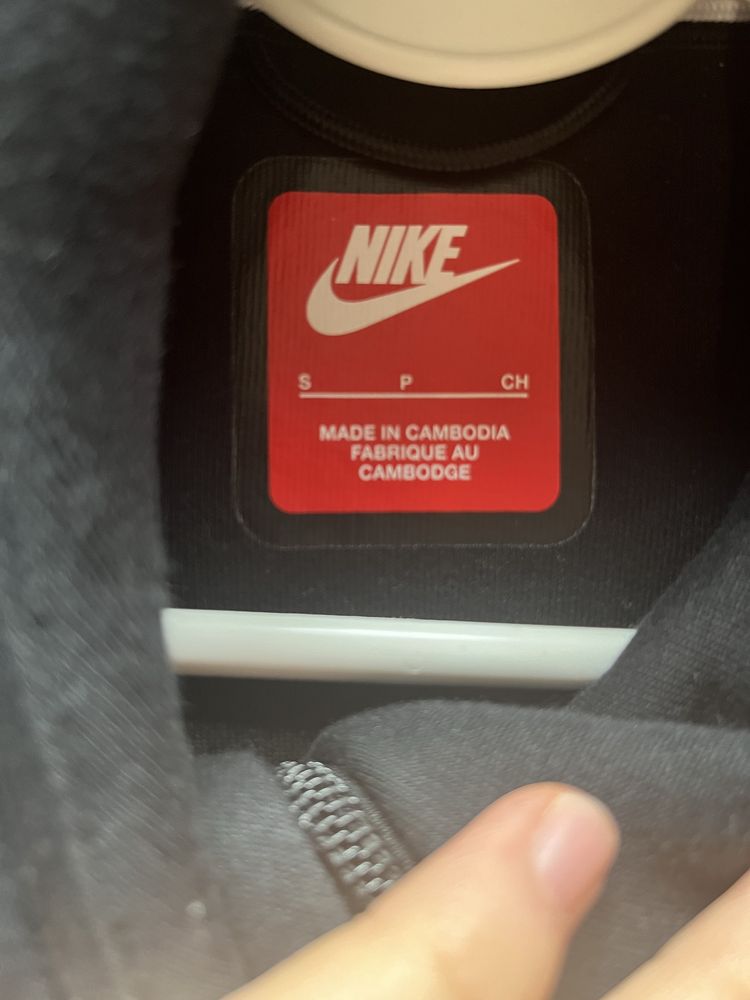 NIKE
S P CH
MADE IN CAMBODIA
FABRIQUE AU
CAMBODGE